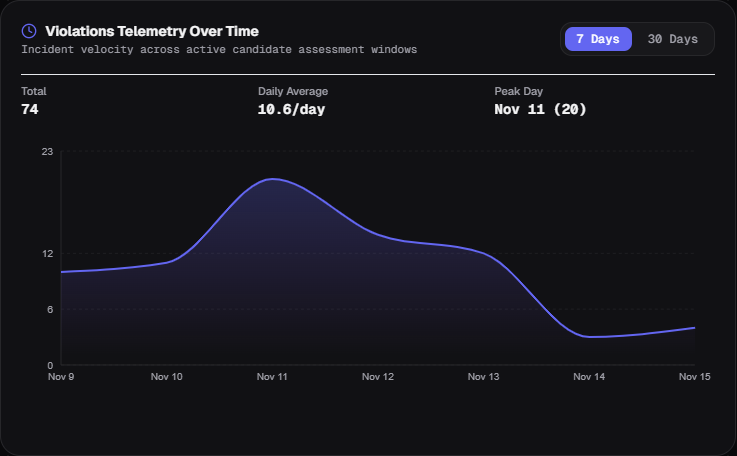 Violations Telemetry Over Time
Incident velocity across active candidate assessment windows
7 Days
30 Days
Total
Daily Average
Peak Day
74
10.6/day
Nov 11 (20)
23
12
6
0
Nov 9
Nov 10
Nov 11
Nov 12
Nov 13
Nov 14
Nov 15